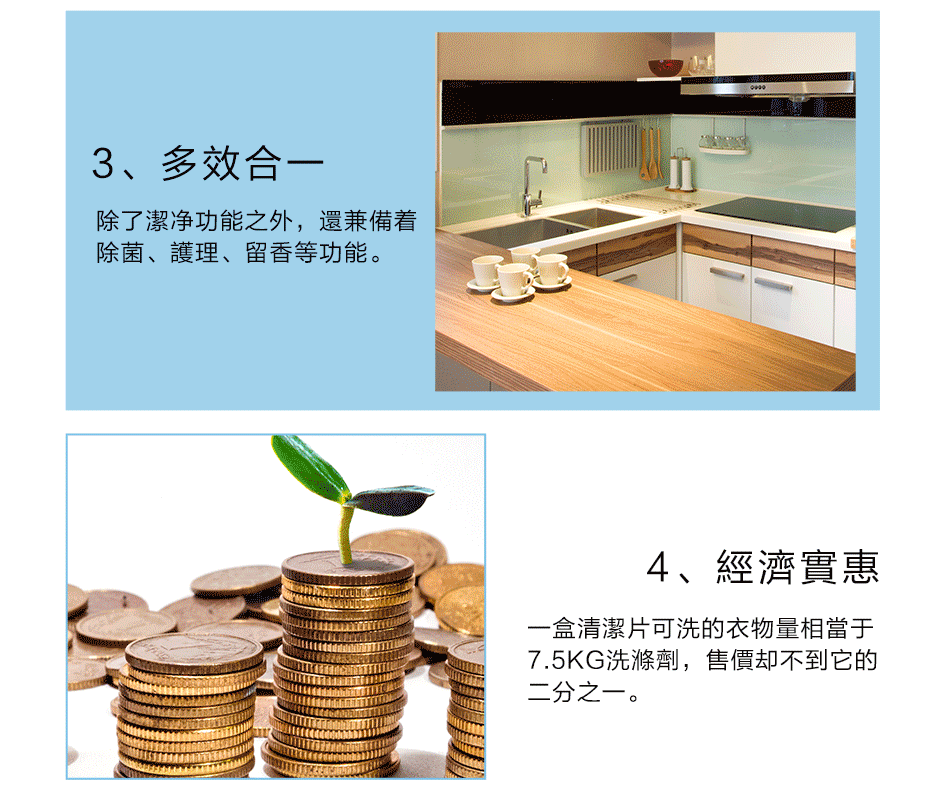 3、多效合一
除了潔净功能之外，還兼備着
除菌、護理、留香等功能。
4、經濟實惠
一盒清潔片可洗的衣物量相當于
7.5KG洗滌劑，售價却不到它的
二分之一。